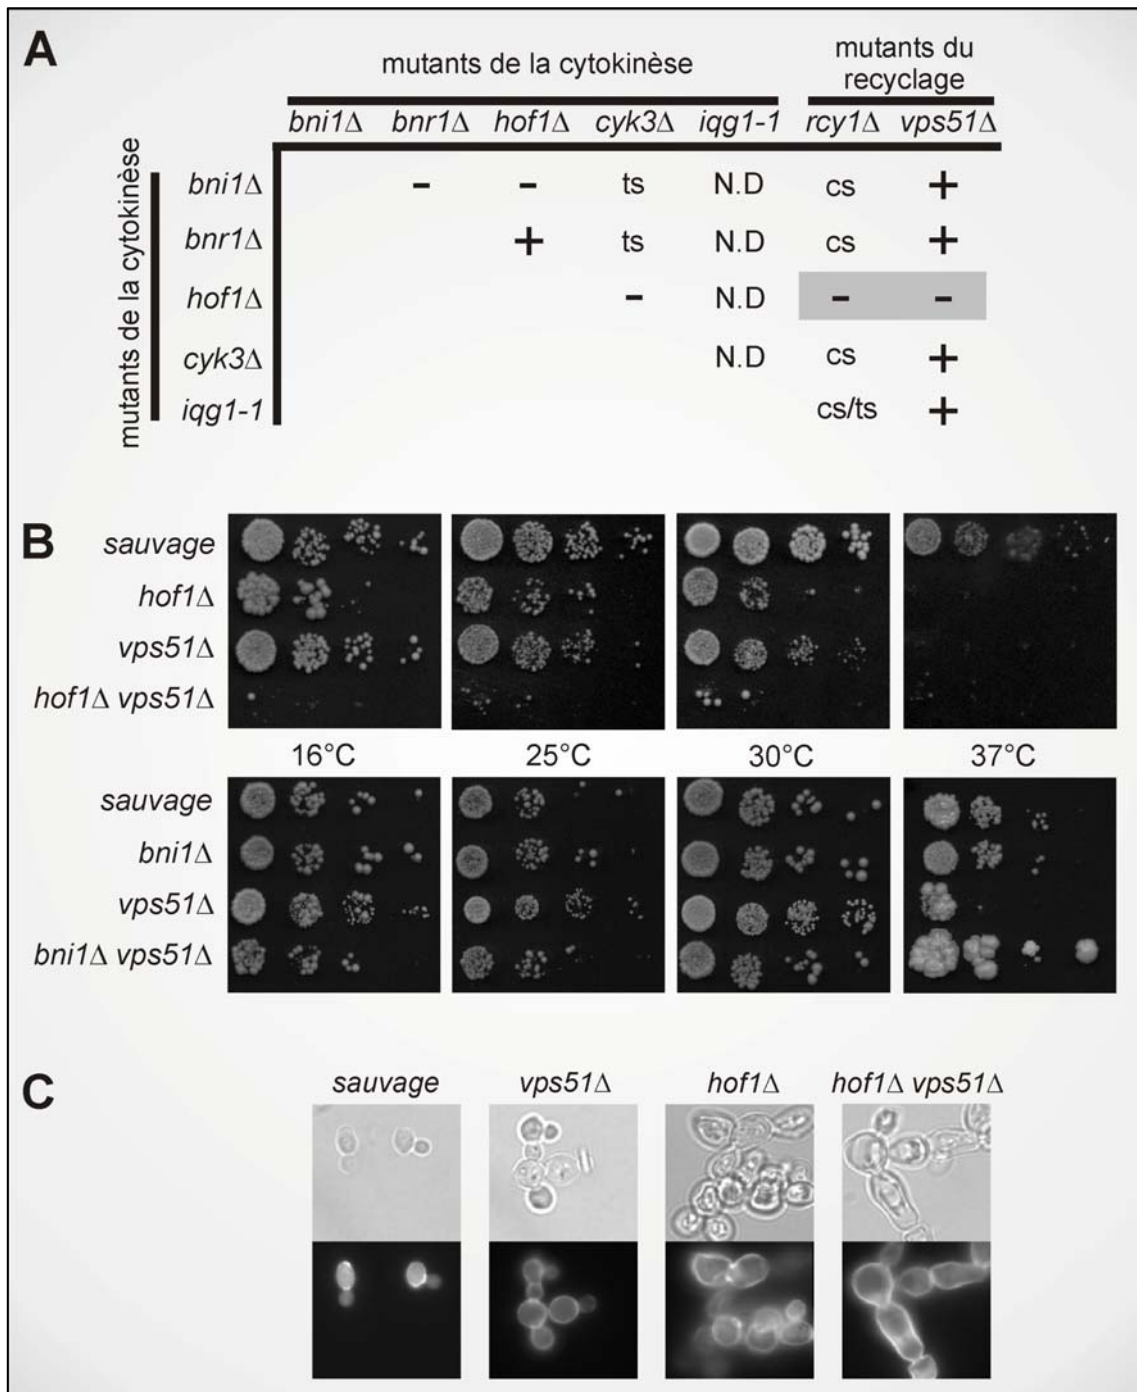 A
mutants de la cytokinèse
mutants du
recyclage
bni1Δ bnr1Δ hof1Δ cyk3Δ iqg1-1 rcy1Δ vps51Δ
mutants de la cytokinèse
bni1Δ - - ts N.D cs +
bnr1Δ + ts N.D cs +
hof1Δ - N.D - -
cyk3Δ N.D cs +
iqg1-1 cs/ts +
B
sauvage
hof1Δ
vps51Δ
hof1Δ vps51Δ
16°C 25°C 30°C 37°C
sauvage
bni1Δ
vps51Δ
bni1Δ vps51Δ
C
sauvage vps51Δ hof1Δ hof1Δ vps51Δ